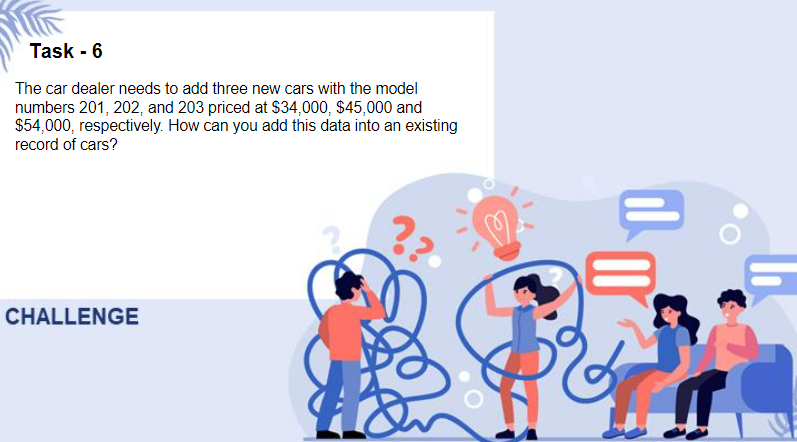 Task - 6
The car dealer needs to add three new cars with the model
numbers 201, 202, and 203 priced at $34,000, $45,000 and
$54,000, respectively. How can you add this data into an existing
record of cars?
CHALLENGE